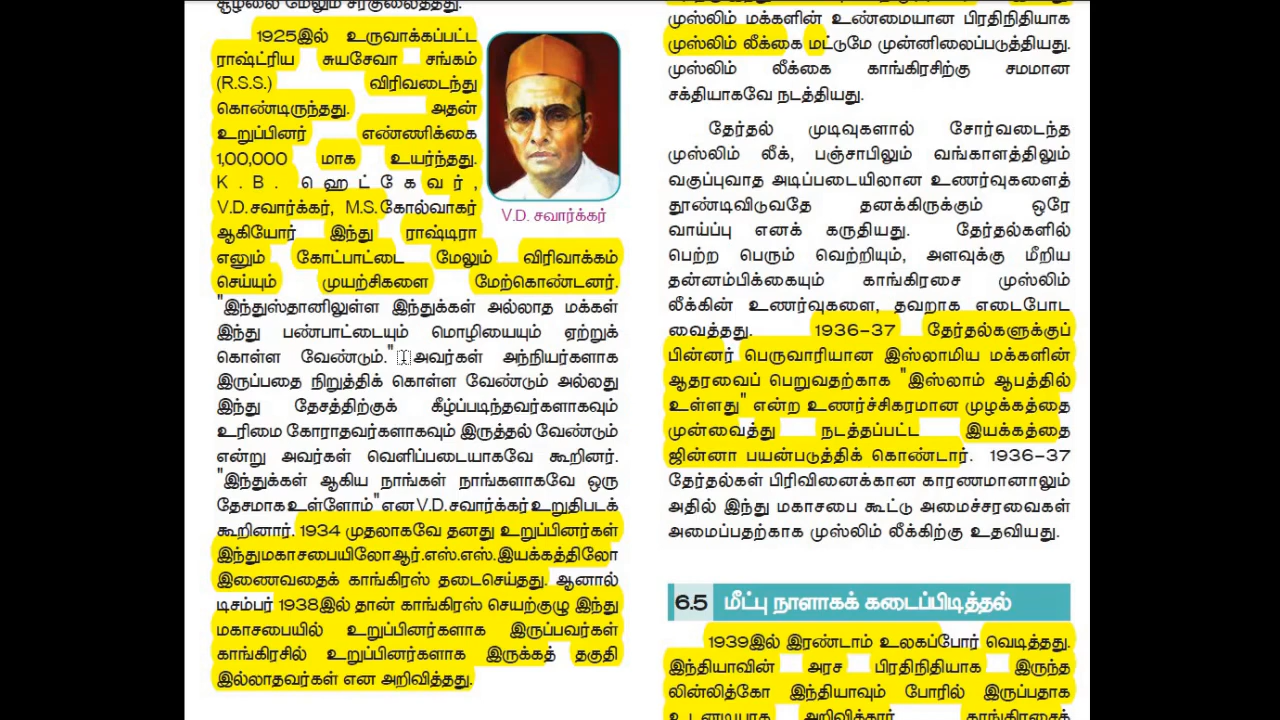 சூழலை மேலும் சீர்குலைத்தது.
1925இல் உருவாக்கப்பட்ட
ராஷ்ட்ரிய சுயசேவா சங்கம்
(R.S.S.) விரிவடைந்து
கொண்டிருந்தது. அதன்
உறுப்பினர் எண்ணிக்கை
1,00,000 மாக உயர்ந்தது.
K . B . ஹெட்கேவர் ,
V.D.சவார்க்கர், M.S.கோல்வாகர்
ஆகியோர் இந்து ராஷ்டிரா
எனும் கோட்பாட்டை மேலும் விரிவாக்கம்
செய்யும் முயற்சிகளை மேற்கொண்டனர்.
"இந்துஸ்தானிலுள்ள இந்துக்கள் அல்லாத மக்கள்
இந்து பண்பாட்டையும் மொழியையும் ஏற்றுக்
கொள்ள வேண்டும்." அவர்கள் அந்நியர்களாக
இருப்பதை நிறுத்திக் கொள்ள வேண்டும் அல்லது
இந்து தேசத்திற்குக் கீழ்ப்படிந்தவர்களாகவும்
உரிமை கோராதவர்களாகவும் இருத்தல் வேண்டும்
என்று அவர்கள் வெளிப்படையாகவே கூறினர்.
"இந்துக்கள் ஆகிய நாங்கள் நாங்களாகவே ஒரு
தேசமாக உள்ளோம்" என V.D.சவார்க்கர் உறுதிபடக்
கூறினார். 1934 முதலாகவே தனது உறுப்பினர்கள்
இந்துமகாசபையிலோ ஆர்.எஸ்.எஸ்.இயக்கத்திலோ
இணைவதைக் காங்கிரஸ் தடைசெய்தது. ஆனால்
டிசம்பர் 1938இல் தான் காங்கிரஸ் செயற்குழு இந்து
மகாசபையில் உறுப்பினர்களாக இருப்பவர்கள்
காங்கிரசில் உறுப்பினர்களாக இருக்கத் தகுதி
இல்லாதவர்கள் என அறிவித்தது.
V.D. சவார்க்கர்
முஸ்லிம் மக்களின் உண்மையான பிரதிநிதியாக
முஸ்லிம் லீக்கை மட்டுமே முன்னிலைப்படுத்தியது.
முஸ்லிம் லீக்கை காங்கிரசிற்கு சமமான
சக்தியாகவே நடத்தியது.
தேர்தல் முடிவுகளால் சோர்வடைந்த
முஸ்லிம் லீக், பஞ்சாபிலும் வங்காளத்திலும்
வகுப்புவாத அடிப்படையிலான உணர்வுகளைத்
தூண்டிவிடுவதே தனக்கிருக்கும் ஒரே
வாய்ப்பு எனக் கருதியது. தேர்தல்களில்
பெற்ற பெரும் வெற்றியும், அளவுக்கு மீறிய
தன்னம்பிக்கையும் காங்கிரசை முஸ்லிம்
லீக்கின் உணர்வுகளை, தவறாக எடைபோட
வைத்தது. 1936–37 தேர்தல்களுக்குப்
பின்னர் பெருவாரியான இஸ்லாமிய மக்களின்
ஆதரவைப் பெறுவதற்காக "இஸ்லாம் ஆபத்தில்
உள்ளது" என்ற உணர்ச்சிகரமான முழக்கத்தை
முன்வைத்து நடத்தப்பட்ட இயக்கத்தை
ஜின்னா பயன்படுத்திக் கொண்டார். 1936–37
தேர்தல்கள் பிரிவினைக்கான காரணமானாலும்
அதில் இந்து மகாசபை கூட்டு அமைச்சரவைகள்
அமைப்பதற்காக முஸ்லிம் லீக்கிற்கு உதவியது.
6.5 மீட்பு நாளாகக் கடைப்பிடித்தல்
1939இல் இரண்டாம் உலகப்போர் வெடித்தது.
இந்தியாவின் அரச பிரதிநிதியாக இருந்த
லின்லித்கோ இந்தியாவும் போரில் இருப்பதாக
உடனடியாக அறிவித்தார். காங்கிரசைக்